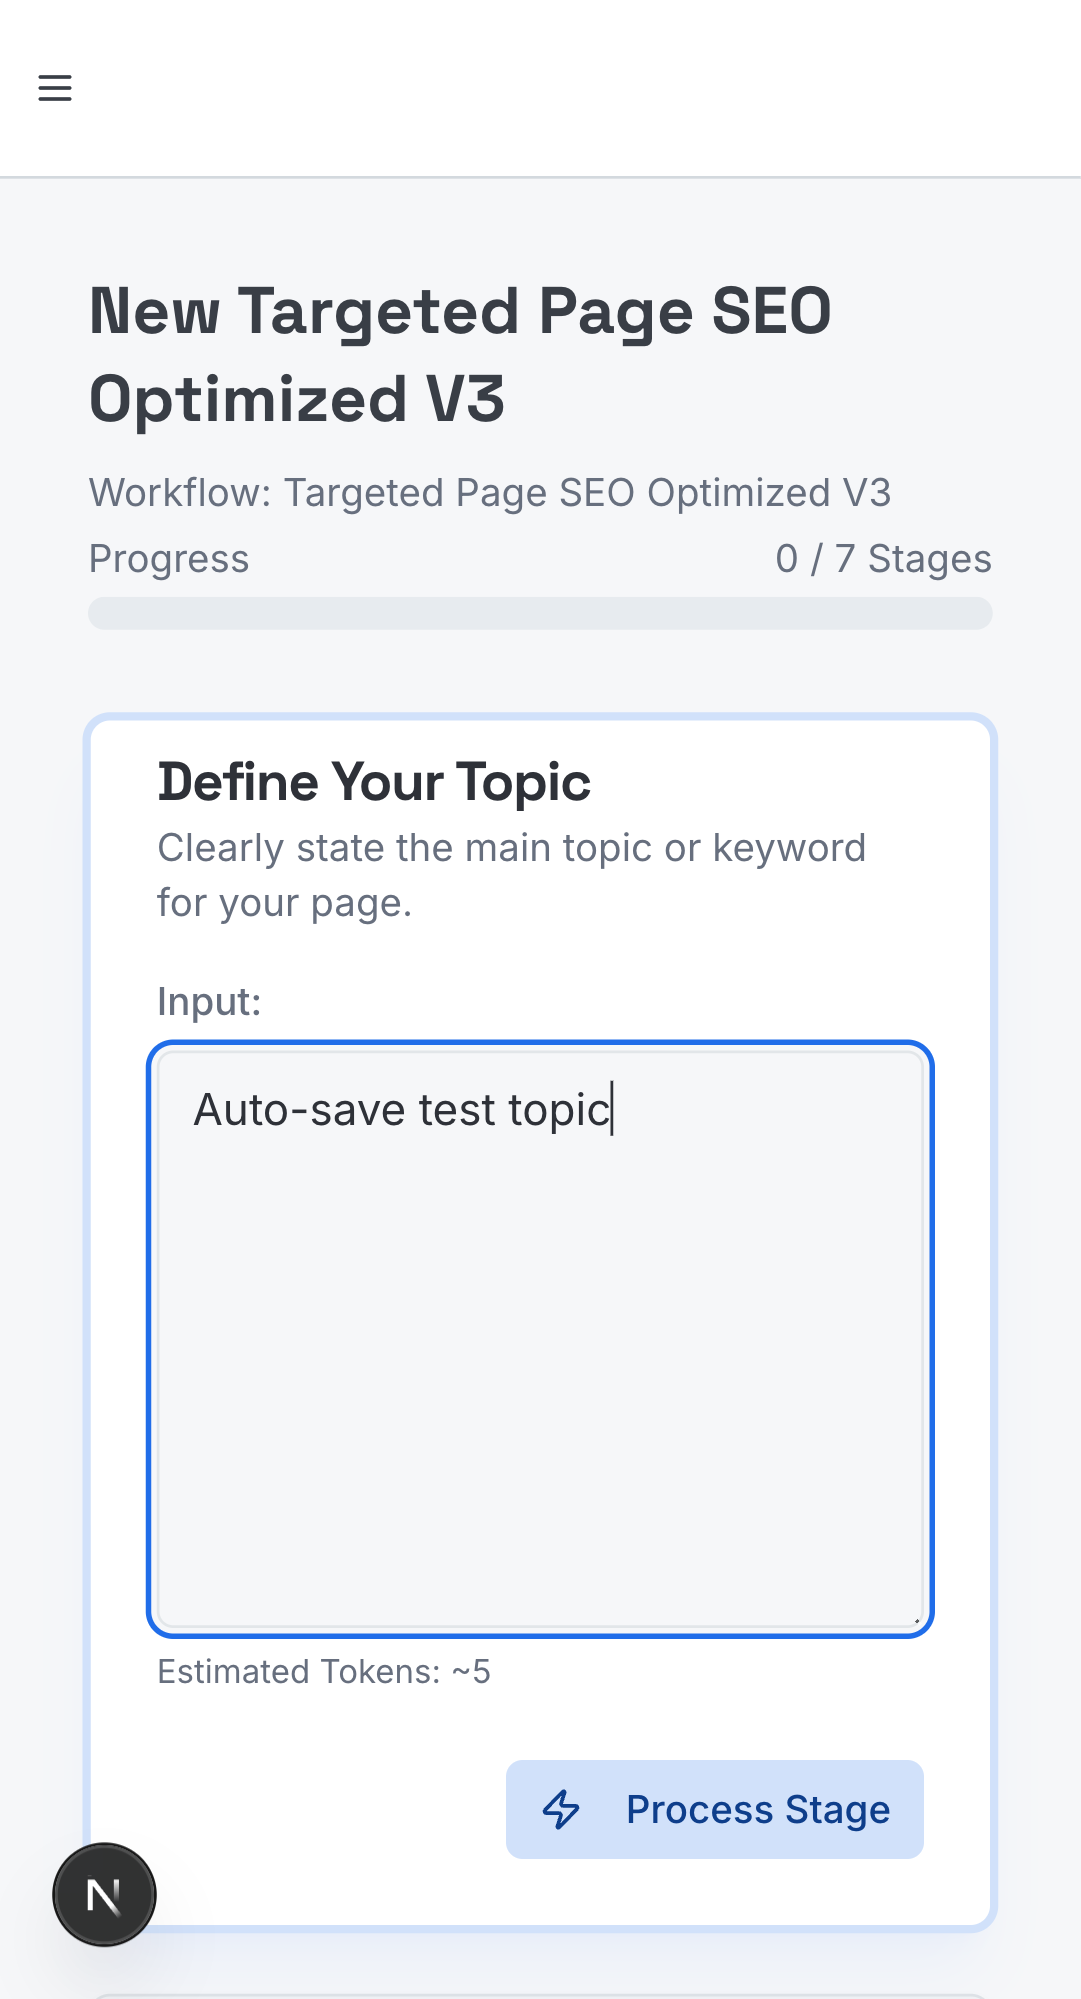 New Targeted Page SEO
Optimized V3
Workflow: Targeted Page SEO Optimized V3
Progress 0 / 7 Stages
Define Your Topic
Clearly state the main topic or keyword
for your page.
Input:
Auto-save test topic
Estimated Tokens: ~5
Process Stage
N